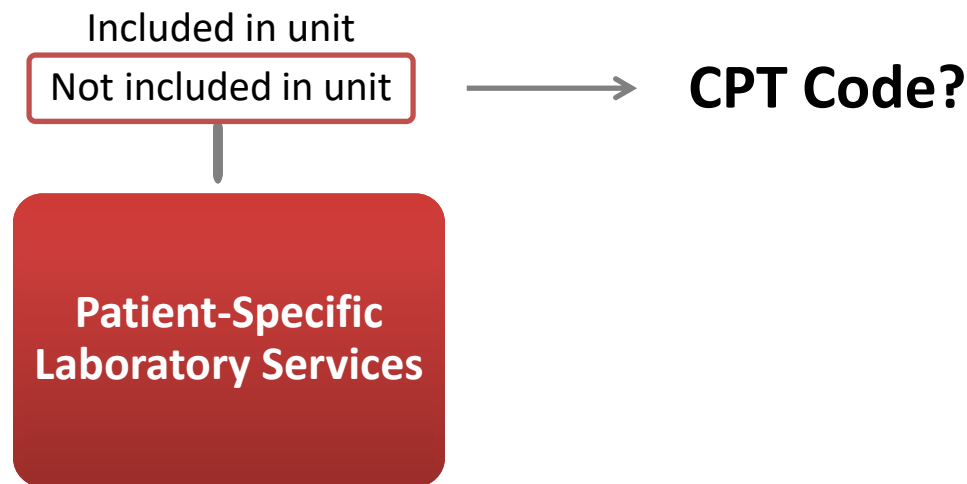 Included in unit
Not included in unit
CPT Code?
Patient-Specific
Laboratory Services